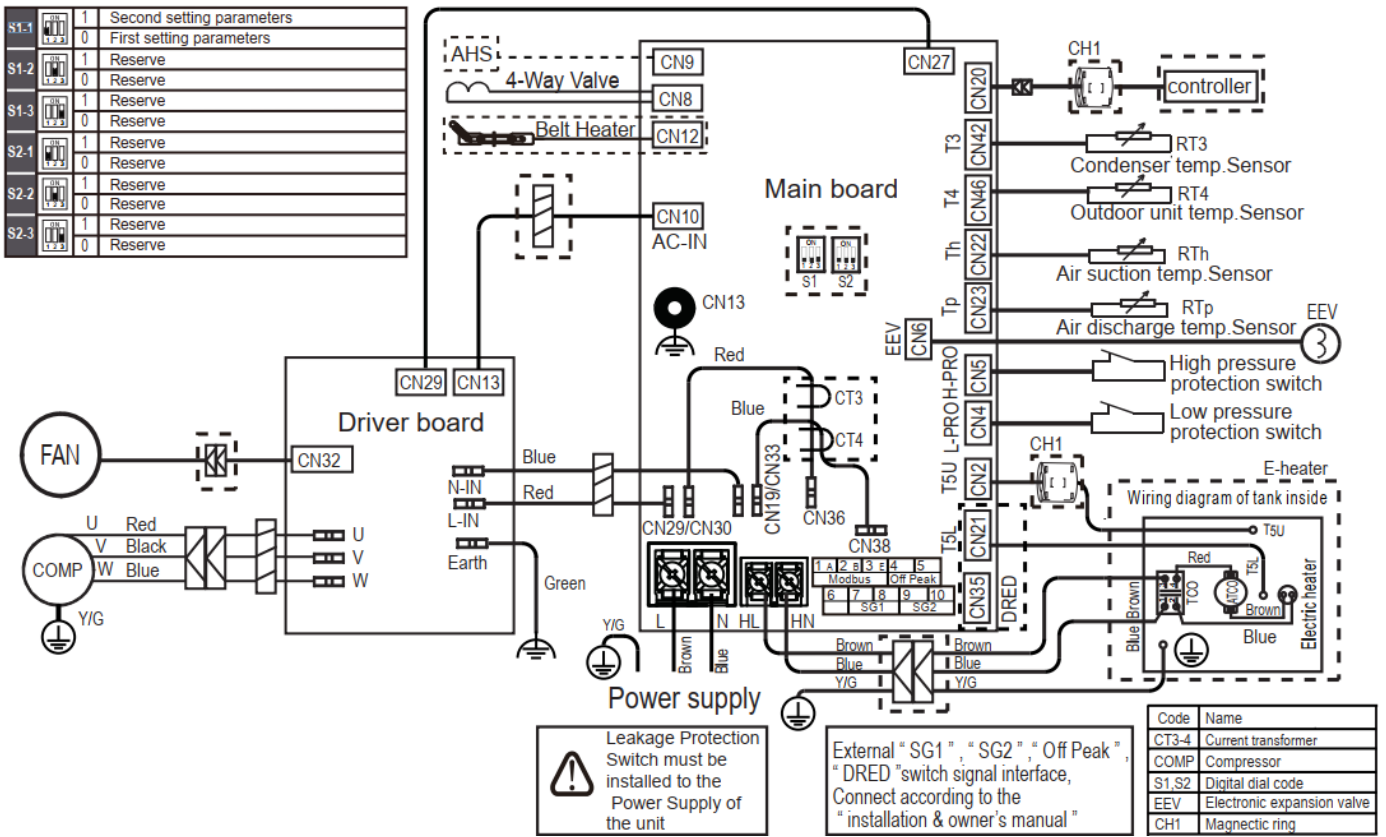 S1-1
1 Second setting parameters
0 First setting parameters
S1-2
1 Reserve
0 Reserve
S1-3
1 Reserve
0 Reserve
S2-1
1 Reserve
0 Reserve
S2-2
1 Reserve
0 Reserve
S2-3
1 Reserve
0 Reserve
AHS
CN9
4-Way Valve
CN8
Belt Heater
CN12
CN10
AC-IN
CN27
Main board
ON
1 2 3
S1
ON
1 2 3
S2
CN13
CN20
CH1
controller
T3
CN42
RT3
Condenser temp.Sensor
T4
CN46
RT4
Outdoor unit temp.Sensor
Th
CN22
RTh
Air suction temp.Sensor
Tp
CN23
RTp
Air discharge temp.Sensor
EEV
CN6
EEV
H-PRO
CN5
High pressure
protection switch
L-PRO
CN4
Low pressure
protection switch
T5U
CN2
CH1
T5L
CN21
CN35
DRED
Red
Blue
CT3
CT4
CN29
CN13
Driver board
FAN
CN32
N-IN
Blue
L-IN
Red
Earth
Green
COMP
U Red
V Black
W Blue
U
V
W
Y/G
CN29/CN30
CN19/CN33
CN36
CN38
1 A 2 B 3 E 4 5
Modbus Off Peak
6 7 8 9 10
SG1 SG2
L N HL HN
Y/G
Brown
Blue
Power supply
Brown
Blue
Y/G
Brown
Blue
Y/G
E-heater
Wiring diagram of tank inside
T5U
T5L
Red
TCO
ATCO
Brown
Blue
Brown
Blue
Electric heater
Leakage Protection
Switch must be
installed to the
Power Supply of
the unit
External “ SG1 ” , “ SG2 ” ,“ Off Peak ” ,
“ DRED ”switch signal interface,
Connect according to the
“ installation & owner’s manual ”
Code Name
CT3-4 Current transformer
COMP Compressor
S1,S2 Digital dial code
EEV Electronic expansion valve
CH1 Magnectic ring